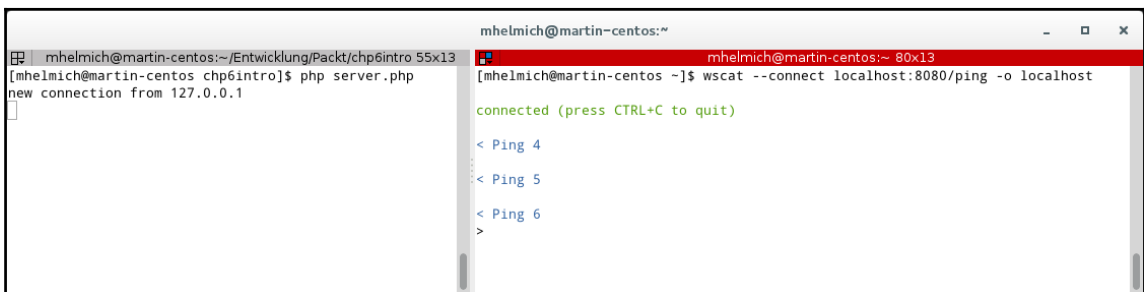 mhelmich@martin-centos:~
mhelmich@martin-centos:~/Entwicklung/Packt/chp6intro 55x13
[mhelmich@martin-centos chp6intro]$ php server.php
new connection from 127.0.0.1
mhelmich@martin-centos:~ 80x13
[mhelmich@martin-centos ~]$ wscat --connect localhost:8080/ping -o localhost
connected (press CTRL+C to quit)
< Ping 4
< Ping 5
< Ping 6
>